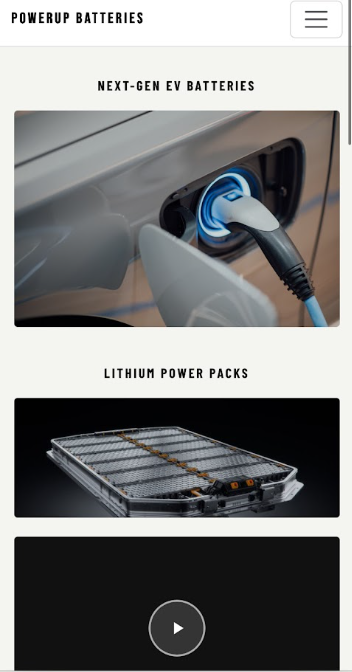 POWERUP BATTERIES
NEXT-GEN EV BATTERIES
LITHIUM POWER PACKS